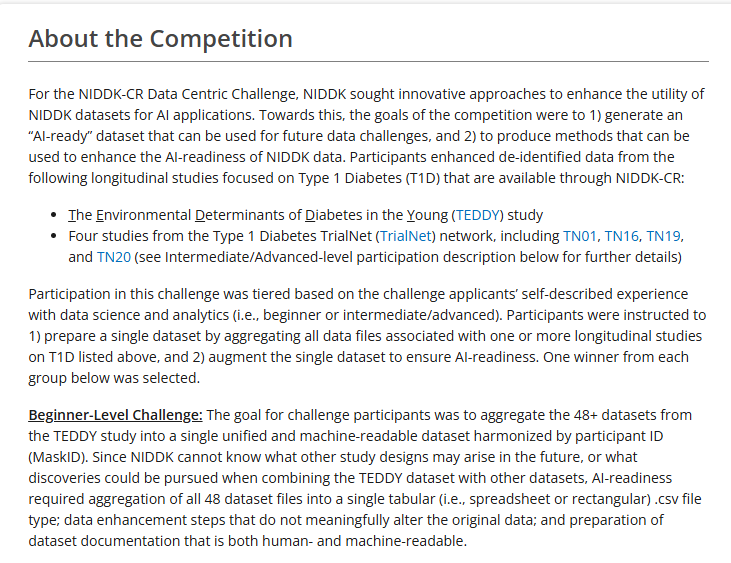 About the Competition
For the NIDDK-CR Data Centric Challenge, NIDDK sought innovative approaches to enhance the utility of
NIDDK datasets for AI applications. Towards this, the goals of the competition were to 1) generate an
“AI-ready” dataset that can be used for future data challenges, and 2) to produce methods that can be
used to enhance the AI-readiness of NIDDK data. Participants enhanced de-identified data from the
following longitudinal studies focused on Type 1 Diabetes (T1D) that are available through NIDDK-CR:
• The Environmental Determinants of Diabetes in the Young (TEDDY) study
• Four studies from the Type 1 Diabetes TrialNet (TrialNet) network, including TN01, TN16, TN19,
and TN20 (see Intermediate/Advanced-level participation description below for further details)
Participation in this challenge was tiered based on the challenge applicants’ self-described experience
with data science and analytics (i.e., beginner or intermediate/advanced). Participants were instructed to
1) prepare a single dataset by aggregating all data files associated with one or more longitudinal studies
on T1D listed above, and 2) augment the single dataset to ensure AI-readiness. One winner from each
group below was selected.
Beginner-Level Challenge: The goal for challenge participants was to aggregate the 48+ datasets from
the TEDDY study into a single unified and machine-readable dataset harmonized by participant ID
(MaskID). Since NIDDK cannot know what other study designs may arise in the future, or what
discoveries could be pursued when combining the TEDDY dataset with other datasets, AI-readiness
required aggregation of all 48 dataset files into a single tabular (i.e., spreadsheet or rectangular) .csv file
type; data enhancement steps that do not meaningfully alter the original data; and preparation of
dataset documentation that is both human- and machine-readable.